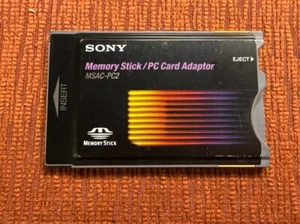 SONY
EJECT
Memory Stick/PC Card Adaptor
MSAC-PC2
INSERT
MEMORY STICK